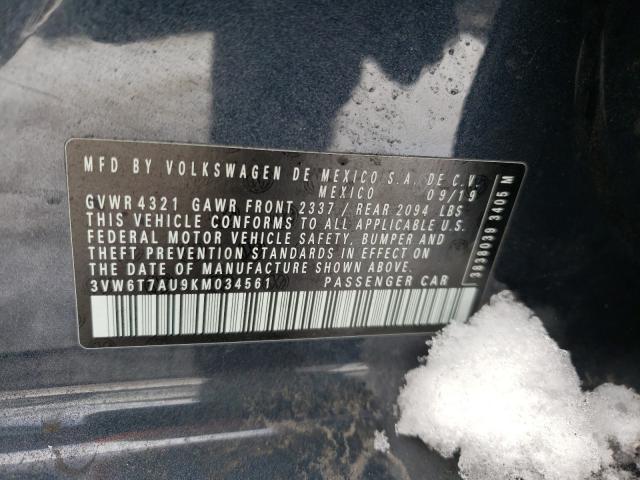 MFD BY VOLKSWAGEN DE MEXICO S.A. DE C.V.
MEXICO 09/19
GVWR 4321 GAWR FRONT 2337 / REAR 2094 LBS
THIS VEHICLE CONFORMS TO ALL APPLICABLE U.S.
FEDERAL MOTOR VEHICLE SAFETY, BUMPER AND
THEFT PREVENTION STANDARDS IN EFFECT ON
THE DATE OF MANUFACTURE SHOWN ABOVE
3VW6T7AU9KM034561 PASSENGER CAR
3838039 3405 M